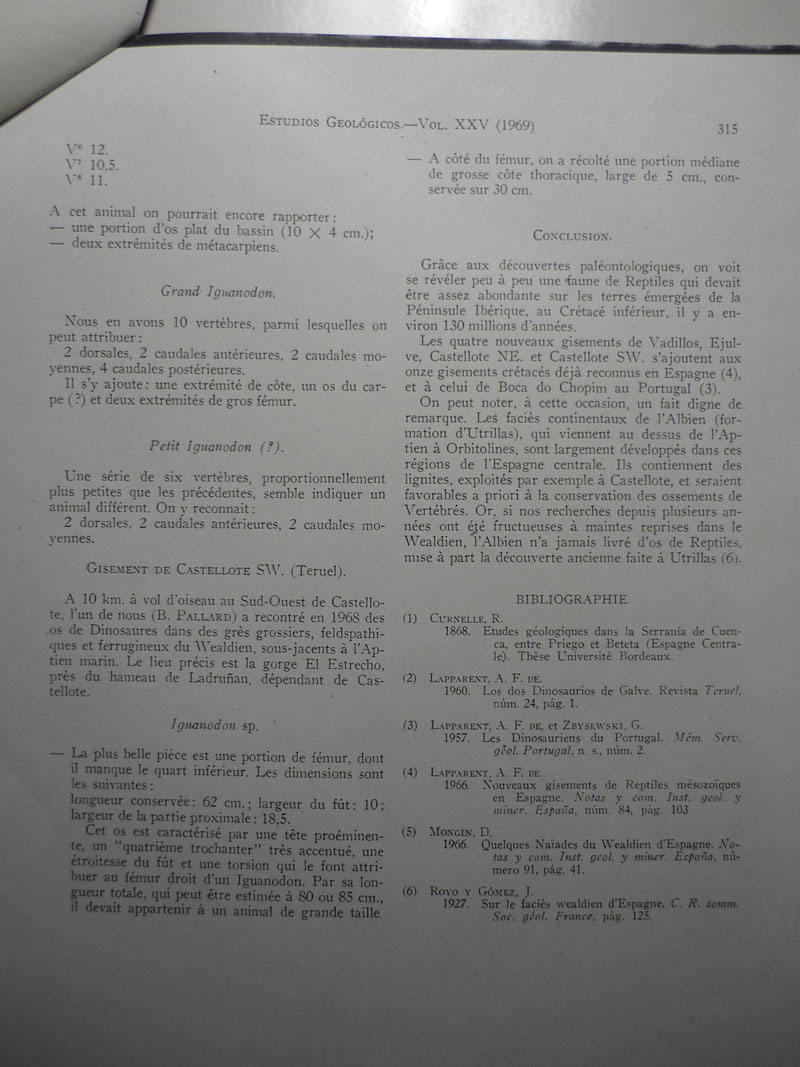 Estudios Geológicos.—Vol. XXV (1969)
315
V⁶ 12.
V⁷ 10,5.
V⁸ 11.
A cet animal on pourrait encore rapporter:
— une portion d'os plat du bassin (10 × 4 cm.);
— deux extrémités de métacarpiens.
Grand Iguanodon.
Nous en avons 10 vertèbres, parmi lesquelles on
peut attribuer:
2 dorsales, 2 caudales antérieures, 2 caudales mo-
yennes, 4 caudales postérieures.
Il s'y ajoute: une extrémité de côte, un os du car-
pe (?) et deux extrémités de gros fémur.
Petit Iguanodon (?).
Une série de six vertèbres, proportionnellement
plus petites que les précédentes, semble indiquer un
animal différent. On y reconnait:
2 dorsales, 2 caudales antérieures, 2 caudales mo-
yennes.
Gisement de Castellote SW. (Teruel).
A 10 km. à vol d'oiseau au Sud-Ouest de Castello-
te, l'un de nous (B. Pallard) a recontré en 1968 des
os de Dinosaures dans des grès grossiers, feldspathi-
ques et ferrugineux du Wealdien, sous-jacents à l'Ap-
tien marin. Le lieu précis est la gorge El Estrecho,
près du hameau de Ladruñan, dépendant de Cas-
tellote.
Iguanodon sp.
— La plus belle pièce est une portion de fémur, dont
il manque le quart inférieur. Les dimensions sont
les suivantes:
longueur conservée: 62 cm.; largeur du fût: 10;
largeur de la partie proximale: 18,5.
Cet os est caractérisé par une tête proéminen-
te, un "quatrième trochanter" très accentué, une
étroitesse du fût et une torsion qui le font attri-
buer au fémur droit d'un Iguanodon. Par sa lon-
gueur totale, qui peut être estimée à 80 ou 85 cm.,
il devait appartenir à un animal de grande taille.
— A côté du fémur, on a récolté une portion médiane
de grosse côte thoracique, large de 5 cm., con-
servée sur 30 cm.
Conclusion.
Grâce aux découvertes paléontologiques, on voit
se révéler peu à peu une faune de Reptiles qui devait
être assez abondante sur les terres émergées de la
Péninsule Ibérique, au Crétacé inférieur, il y a en-
viron 130 millions d'années.
Les quatre nouveaux gisements de Vadillos, Ejul-
ve, Castellote NE. et Castellote SW. s'ajoutent aux
onze gisements crétacés déjà reconnus en Espagne (4),
et à celui de Boca do Chopim au Portugal (3).
On peut noter, à cette occasion, un fait digne de
remarque. Les faciès continentaux de l'Albien (for-
mation d'Utrillas), qui viennent au dessus de l'Ap-
tien à Orbitolines, sont largement développés dans ces
régions de l'Espagne centrale. Ils contiennent des
lignites, exploités par exemple à Castellote, et seraient
favorables a priori à la conservation des ossements de
Vertébrés. Or, si nos recherches depuis plusieurs an-
nées ont été fructueuses à maintes reprises dans le
Wealdien, l'Albien n'a jamais livré d'os de Reptiles.
mise à part la découverte ancienne faite à Utrillas (6).
BIBLIOGRAPHIE
(1) Curnelle, R.
1868. Etudes géologiques dans la Serrania de Cuen-
ca, entre Priego et Beteta (Espagne Centra-
le). Thèse Université Bordeaux.
(2) Lapparent, A. F. de.
1960. Los dos Dinosaurios de Galve. Revista Teruel,
núm. 24, pág. 1.
(3) Lapparent, A. F. de, et Zbysewski, G.
1957. Les Dinosauriens du Portugal. Mém. Serv.
géol. Portugal, n. s., núm. 2.
(4) Lapparent, A. F. de.
1966. Nouveaux gisements de Reptiles mésozoïques
en Espagne. Notas y com. Inst. geol. y
miner. España, núm. 84, pág. 103
(5) Mongin, D.
1966. Quelques Naïades du Wealdien d'Espagne. No-
tas y com. Inst. geol. y miner. España, nú-
mero 91, pág. 41.
(6) Royo y Gómez, J.
1927. Sur le faciès wealdien d'Espagne. C. R. somm.
Soc. géol. France, pág. 125.